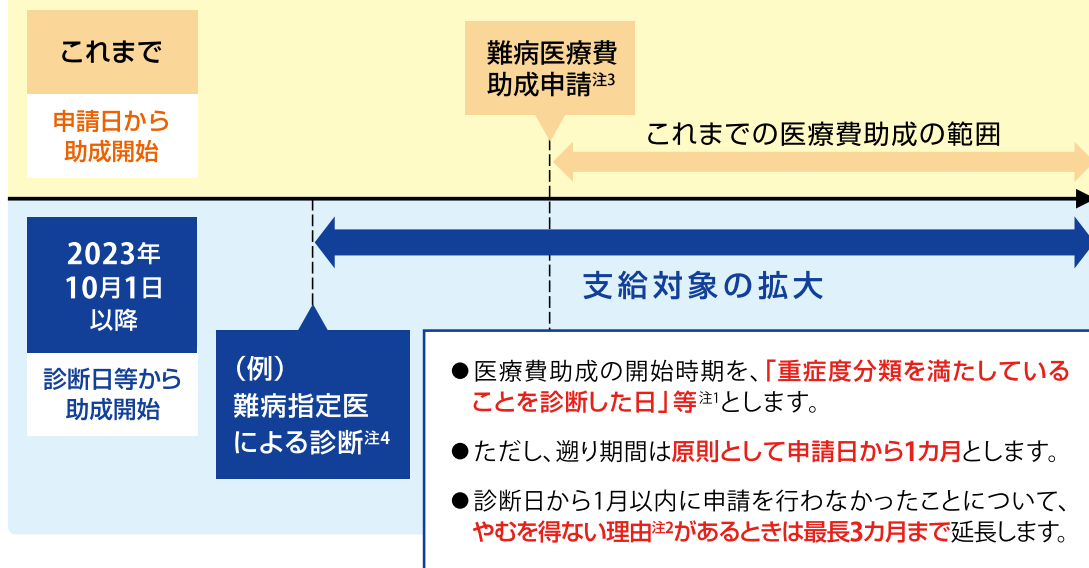 これまで
申請日から
助成開始
難病医療費
助成申請注3
これまでの医療費助成の範囲
2023年
10月1日
以降
診断日等から
助成開始
支給対象の拡大
(例)
難病指定医
による診断注4
●医療費助成の開始時期を、「重症度分類を満たしている
ことを診断した日」等注1とします。
●ただし、遡り期間は原則として申請日から1カ月とします。
●診断日から1月以内に申請を行わなかったことについて、
やむを得ない理由注2があるときは最長3カ月まで延長します。